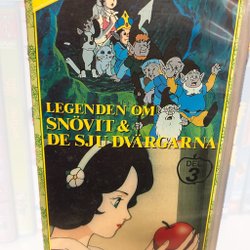 LEGENDEN OM
SNÖVIT &
DE SJU DVÄRGARNA
DEL
3